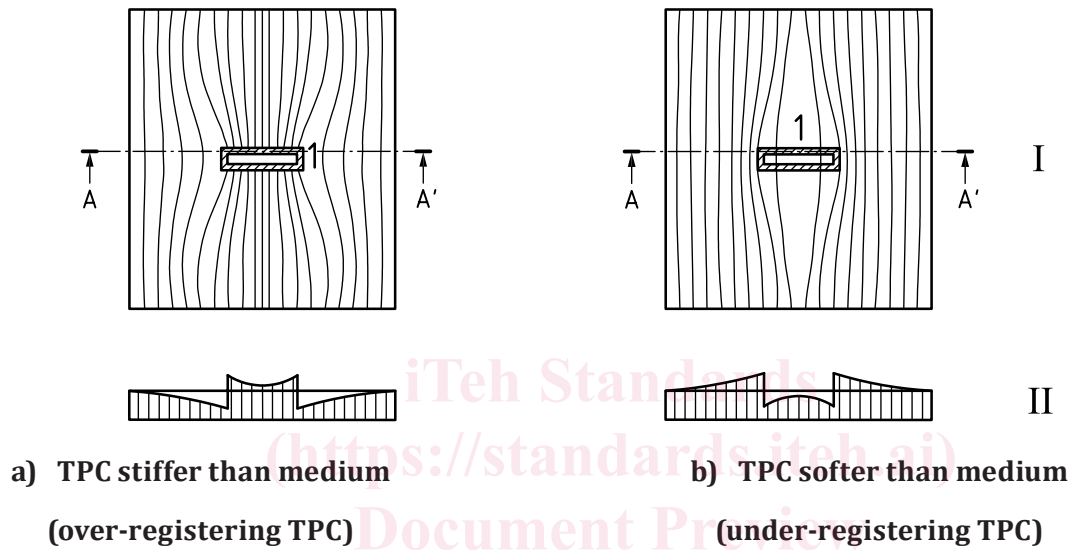 1
1
A
A'
A
A'
I
II
iTeh Standards
(https://standards.iteh.ai)
Document Preview
a) TPC stiffer than medium
(over-registering TPC)
b) TPC softer than medium
(under-registering TPC)